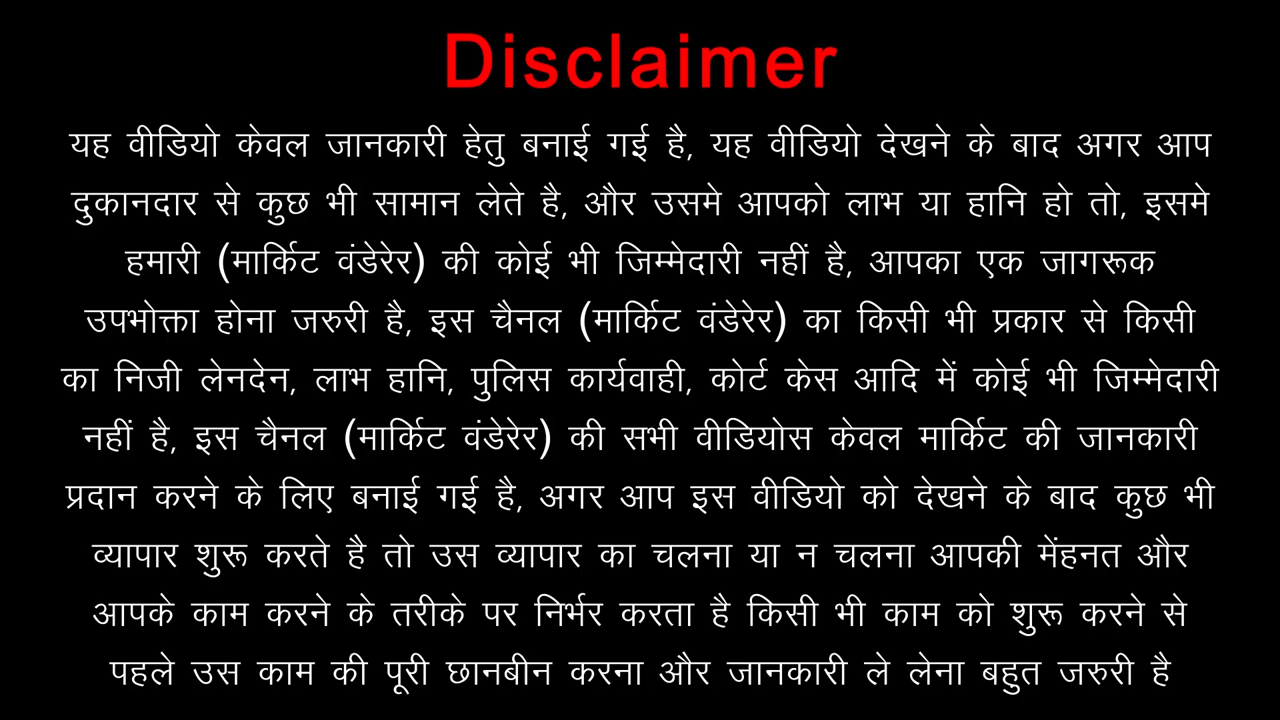 Disclaimer
यह वीडियो केवल जानकारी हेतु बनाई गई है, यह वीडियो देखने के बाद अगर आप
दुकानदार से कुछ भी सामान लेते है, और उसमे आपको लाभ या हानि हो तो, इसमे
हमारी (मार्किट वंडेरेर) की कोई भी जिम्मेदारी नहीं है, आपका एक जागरूक
उपभोक्ता होना जरुरी है, इस चैनल (मार्किट वंडेरेर) का किसी भी प्रकार से किसी
का निजी लेनदेन, लाभ हानि, पुलिस कार्यवाही, कोर्ट केस आदि में कोई भी जिम्मेदारी
नहीं है, इस चैनल (मार्किट वंडेरेर) की सभी वीडियोस केवल मार्किट की जानकारी
प्रदान करने के लिए बनाई गई है, अगर आप इस वीडियो को देखने के बाद कुछ भी
व्यापार शुरू करते है तो उस व्यापार का चलना या न चलना आपकी मेंहनत और
आपके काम करने के तरीके पर निर्भर करता है किसी भी काम को शुरू करने से
पहले उस काम की पूरी छानबीन करना और जानकारी ले लेना बहुत जरुरी है